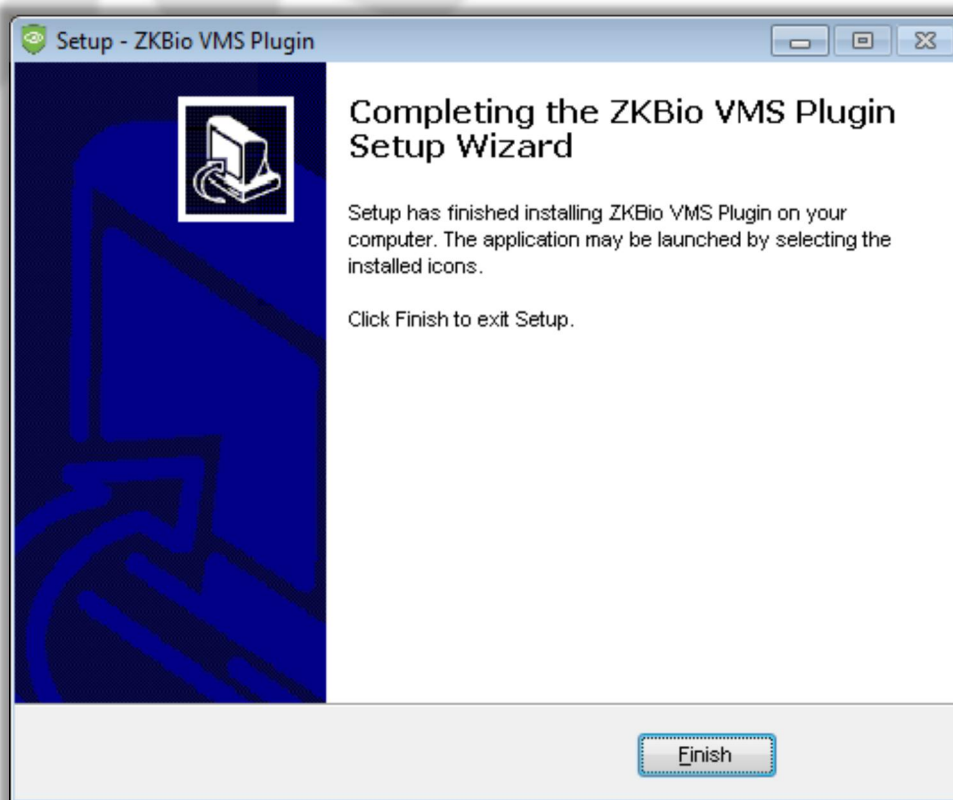 Setup - ZKBio VMS Plugin
Completing the ZKBio VMS Plugin
Setup Wizard
Setup has finished installing ZKBio VMS Plugin on your
computer. The application may be launched by selecting the
installed icons.
Click Finish to exit Setup.
Finish